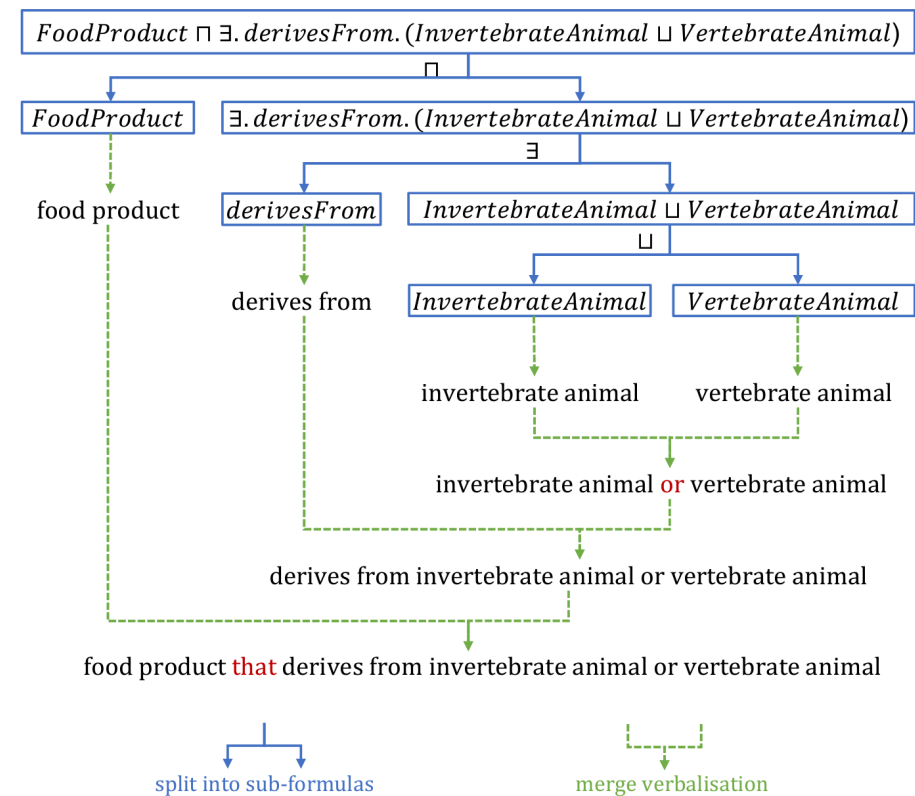 FoodProduct ⊓ ∃. derivesFrom. (InvertebrateAnimal ⊔ VertebrateAnimal)
⊓
FoodProduct
∃. derivesFrom. (InvertebrateAnimal ⊔ VertebrateAnimal)
∃
food product
derivesFrom
InvertebrateAnimal ⊔ VertebrateAnimal
⊔
derives from
InvertebrateAnimal
VertebrateAnimal
invertebrate animal
vertebrate animal
invertebrate animal or vertebrate animal
derives from invertebrate animal or vertebrate animal
food product that derives from invertebrate animal or vertebrate animal
split into sub-formulas
merge verbalisation